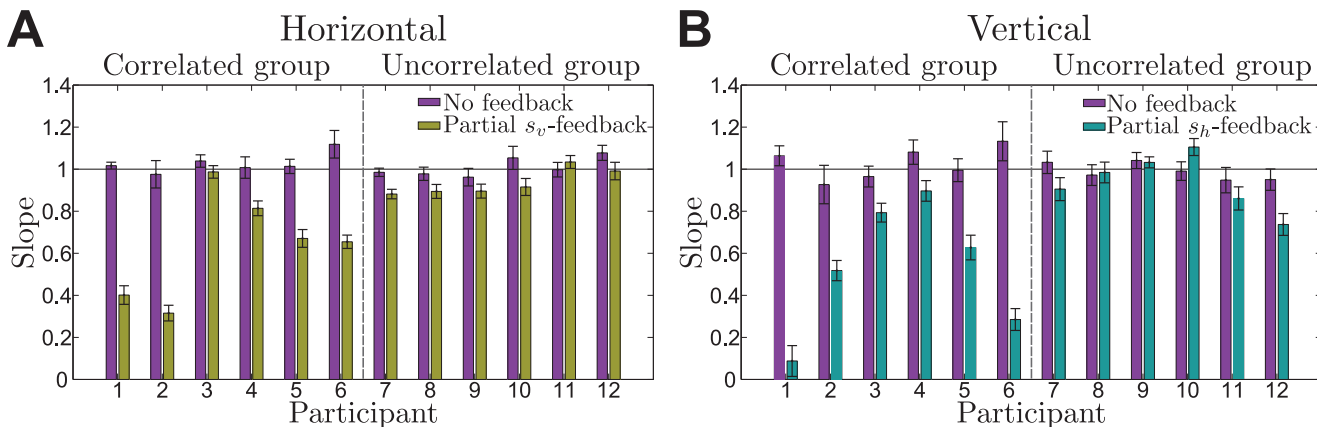 A
Horizontal
Correlated group
Uncorrelated group
No feedback
Partial s_v-feedback
Slope
1.4
1.2
1
0.8
0.6
0.4
0.2
0
1 2 3 4 5 6 7 8 9 10 11 12
Participant
B
Vertical
Correlated group
Uncorrelated group
No feedback
Partial s_h-feedback
Slope
1.4
1.2
1
0.8
0.6
0.4
0.2
0
1 2 3 4 5 6 7 8 9 10 11 12
Participant